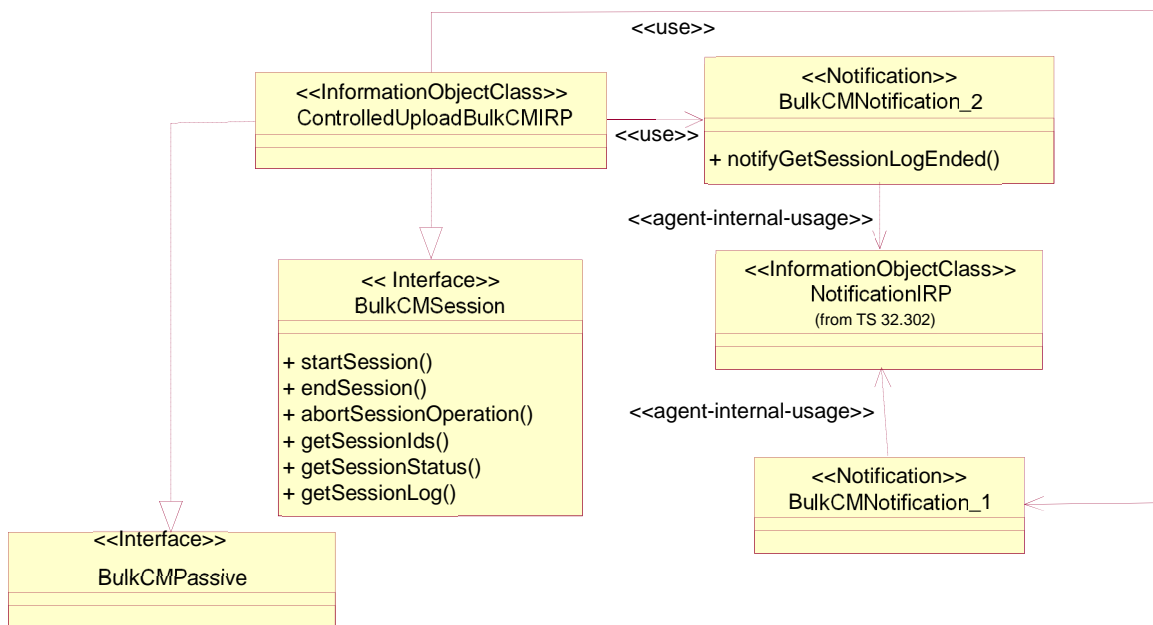 <<use>>
<<InformationObjectClass>>
ControlledUploadBulkCMIRP
<<use>>
<<Notification>>
BulkCMNotification_2
+ notifyGetSessionLogEnded()
<<agent-internal-usage>>
<< Interface>>
BulkCMSession
+ startSession()
+ endSession()
+ abortSessionOperation()
+ getSessionIds()
+ getSessionStatus()
+ getSessionLog()
<<InformationObjectClass>>
NotificationIRP
(from TS 32.302)
<<agent-internal-usage>>
<<Notification>>
BulkCMNotification_1
<<Interface>>
BulkCMPassive